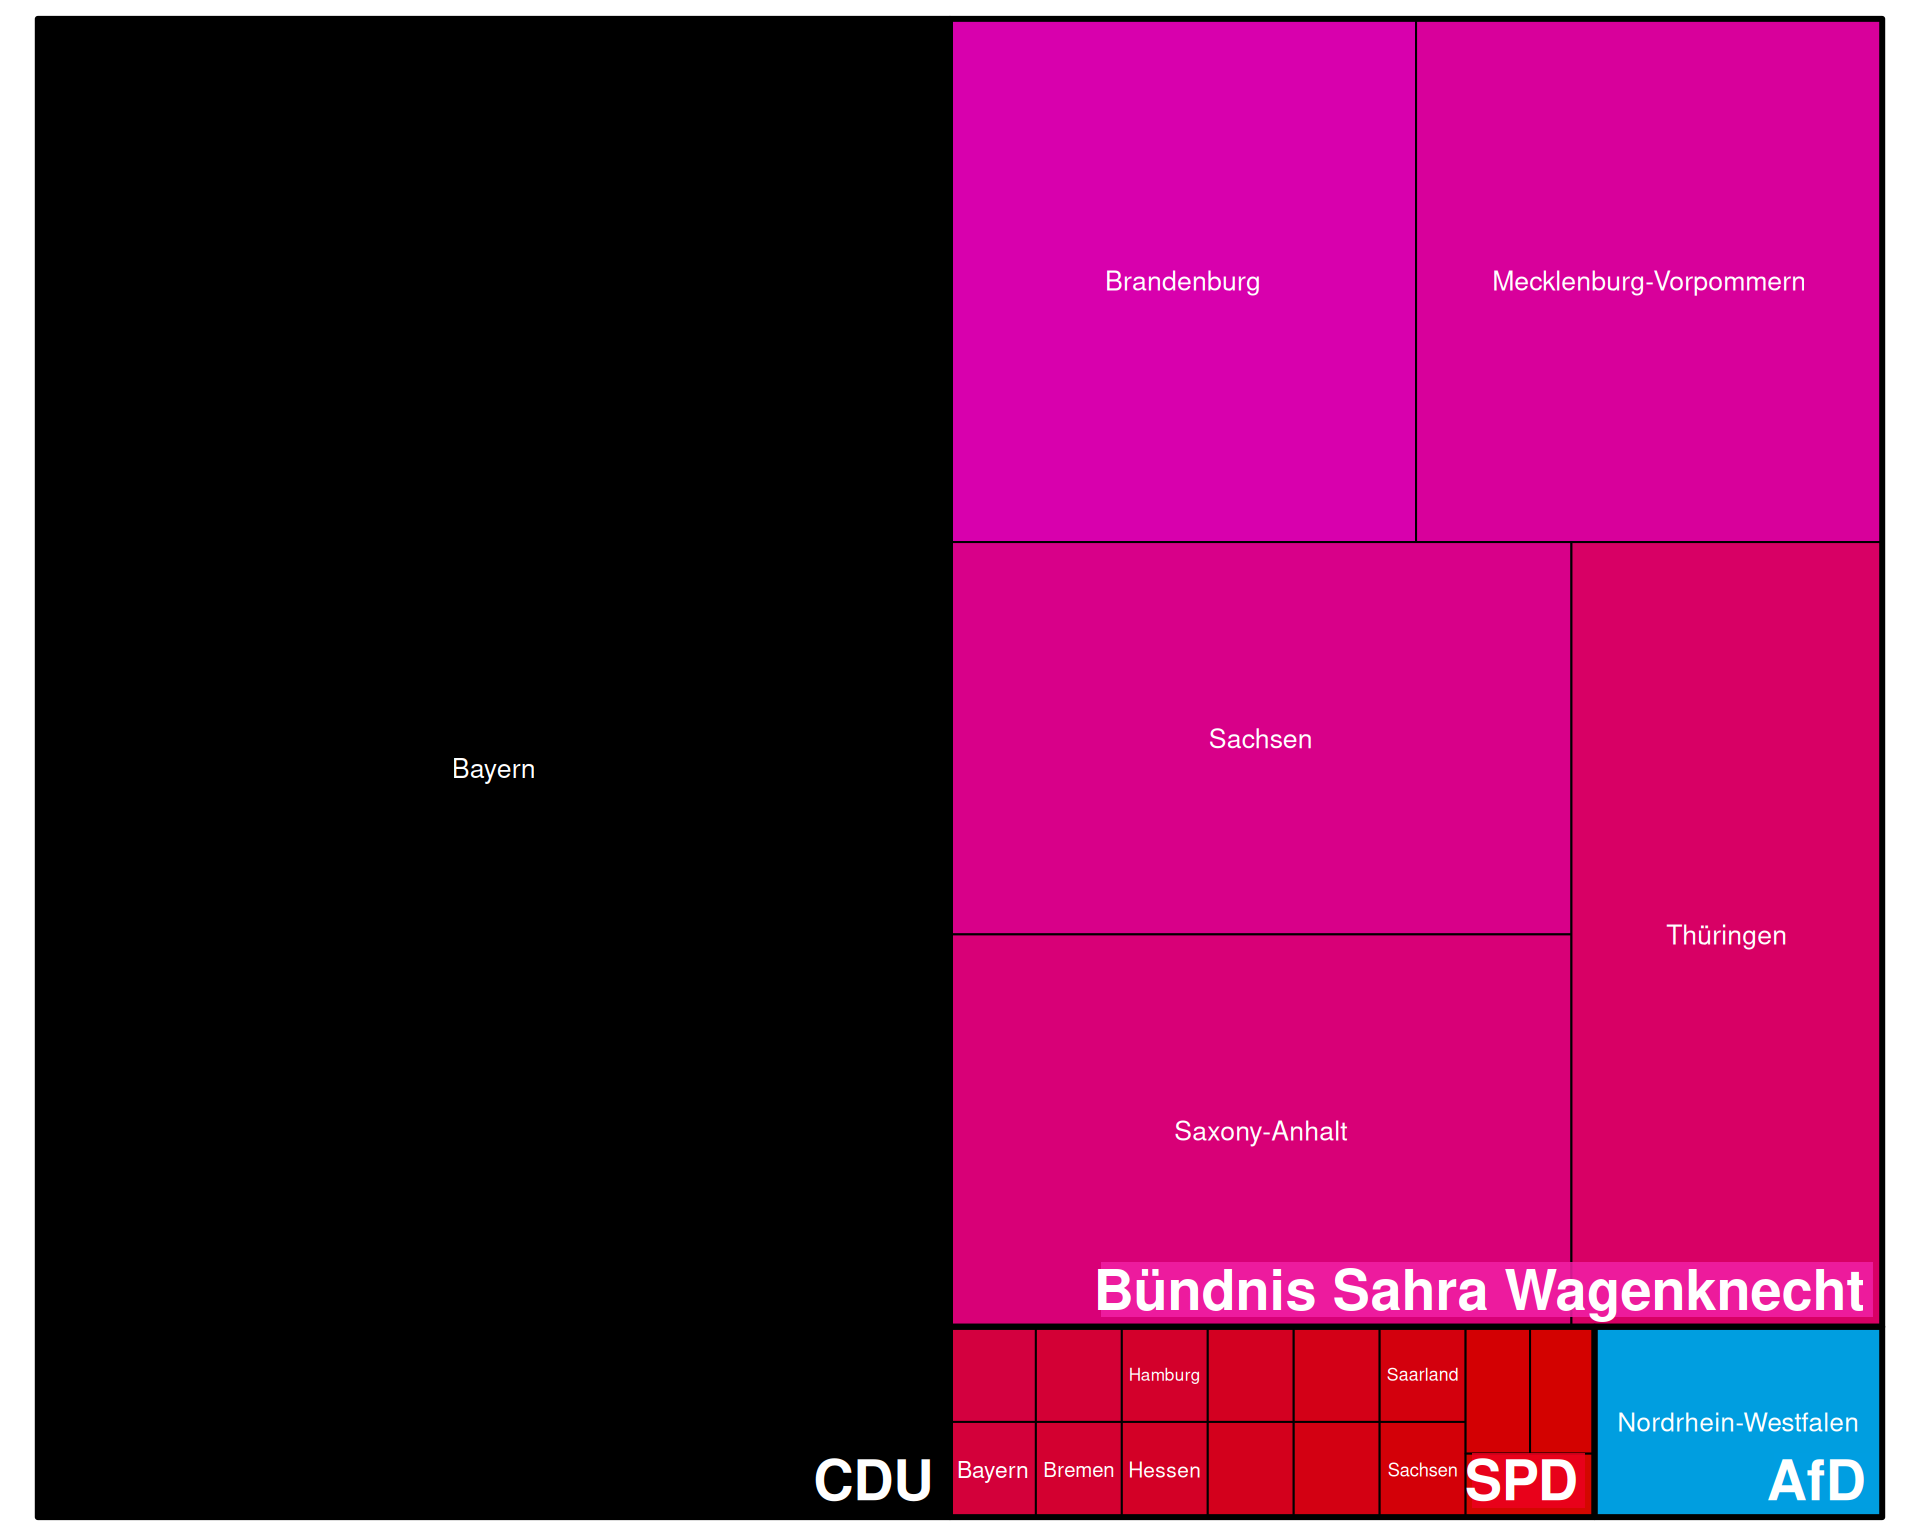 Brandenburg
Mecklenburg-Vorpommern
Sachsen
Bayern
Thüringen
Saxony-Anhalt
Bündnis Sahra Wagenknecht
Hamburg
Saarland
Nordrhein-Westfalen
Bayern
Bremen
Hessen
Sachsen
CDU
SPD
AfD